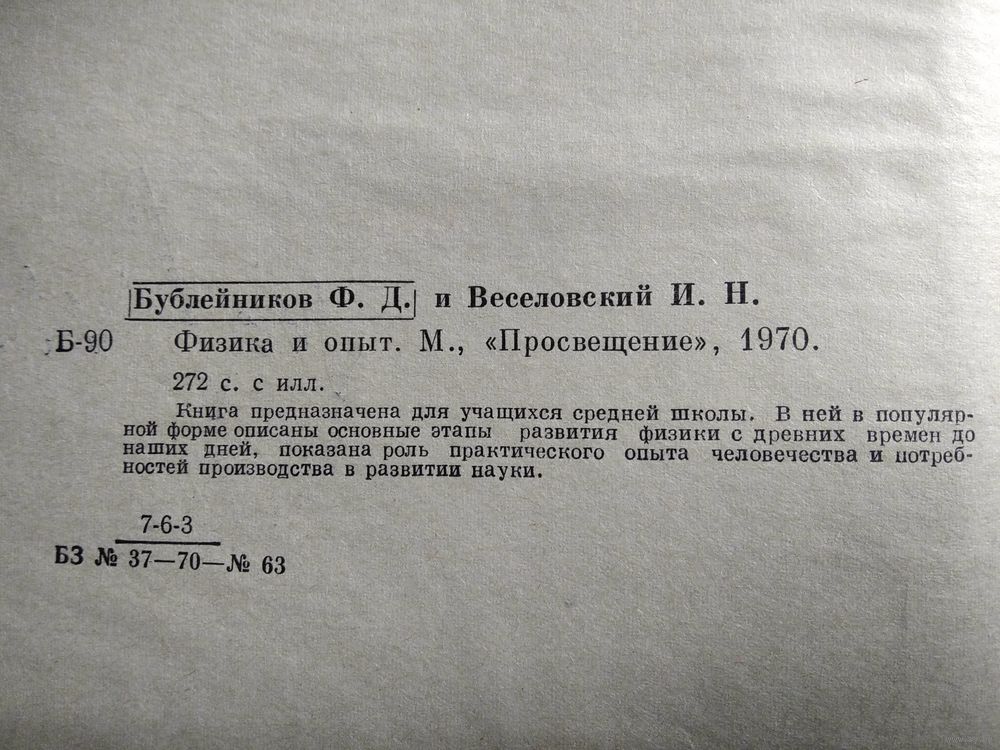 Бублейников Ф. Д. и Веселовский И. Н.
Б-90 Физика и опыт. М., «Просвещение», 1970.
272 с. с илл.
Книга предназначена для учащихся средней школы. В ней в популяр-
ной форме описаны основные этапы развития физики с древних времен до
наших дней, показана роль практического опыта человечества и потреб-
ностей производства в развитии науки.
7-6-3
БЗ № 37—70—№ 63